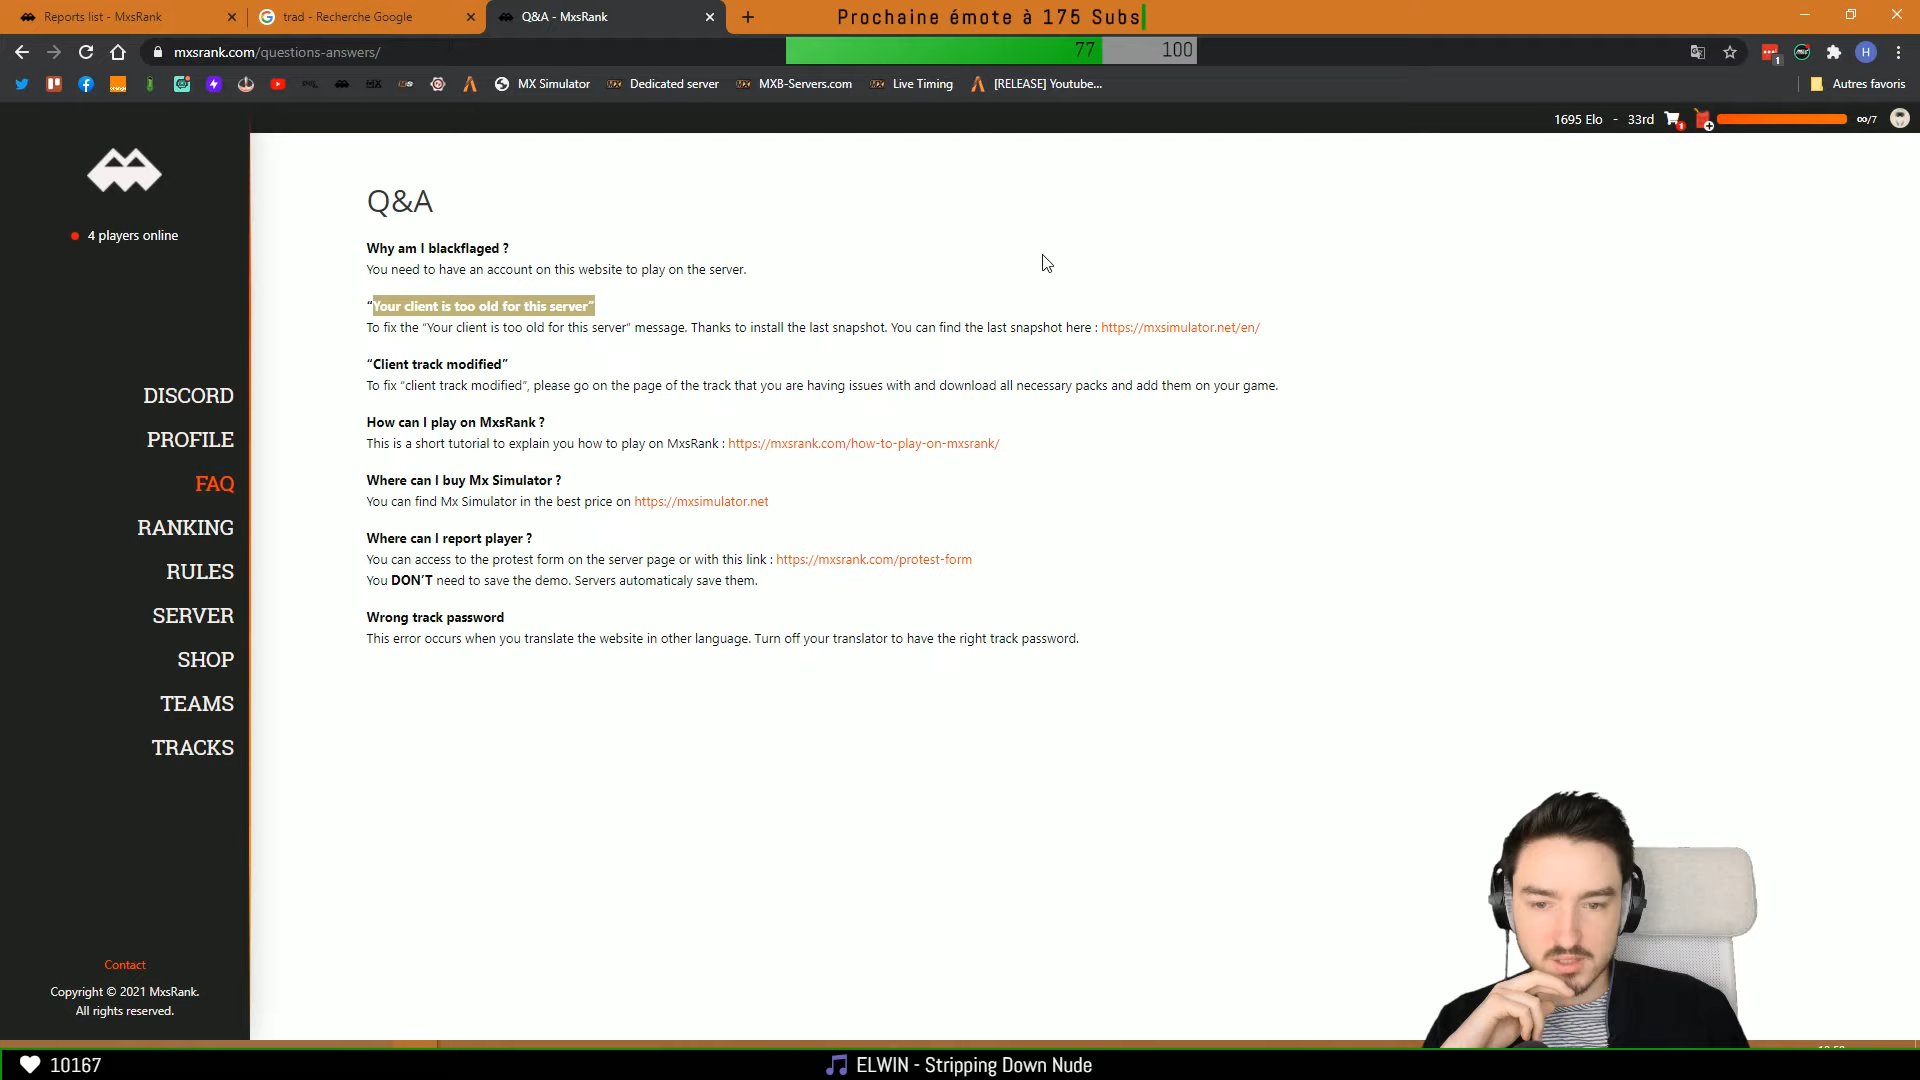 Reports list - MxsRank
trad - Recherche Google
Q&A - MxsRank
Prochaine émote à 175 Subs
mxsrank.com/questions-answers/
77
100
1
H
MX Simulator
Dedicated server
MXB-Servers.com
Live Timing
[RELEASE] Youtube...
Autres favoris
1695 Elo - 33rd
1
∞/7
4 players online
DISCORD
PROFILE
FAQ
RANKING
RULES
SERVER
SHOP
TEAMS
TRACKS
Contact
Copyright © 2021 MxsRank.
All rights reserved.
Q&A
Why am I blackflaged ?
You need to have an account on this website to play on the server.
“Your client is too old for this server”
To fix the “Your client is too old for this server” message. Thanks to install the last snapshot. You can find the last snapshot here : https://mxsimulator.net/en/
“Client track modified”
To fix “client track modified”, please go on the page of the track that you are having issues with and download all necessary packs and add them on your game.
How can I play on MxsRank ?
This is a short tutorial to explain you how to play on MxsRank : https://mxsrank.com/how-to-play-on-mxsrank/
Where can I buy Mx Simulator ?
You can find Mx Simulator in the best price on https://mxsimulator.net
Where can I report player ?
You can access to the protest form on the server page or with this link : https://mxsrank.com/protest-form
You DON’T need to save the demo. Servers automaticaly save them.
Wrong track password
This error occurs when you translate the website in other language. Turn off your translator to have the right track password.
10167
ELWIN - Stripping Down Nude